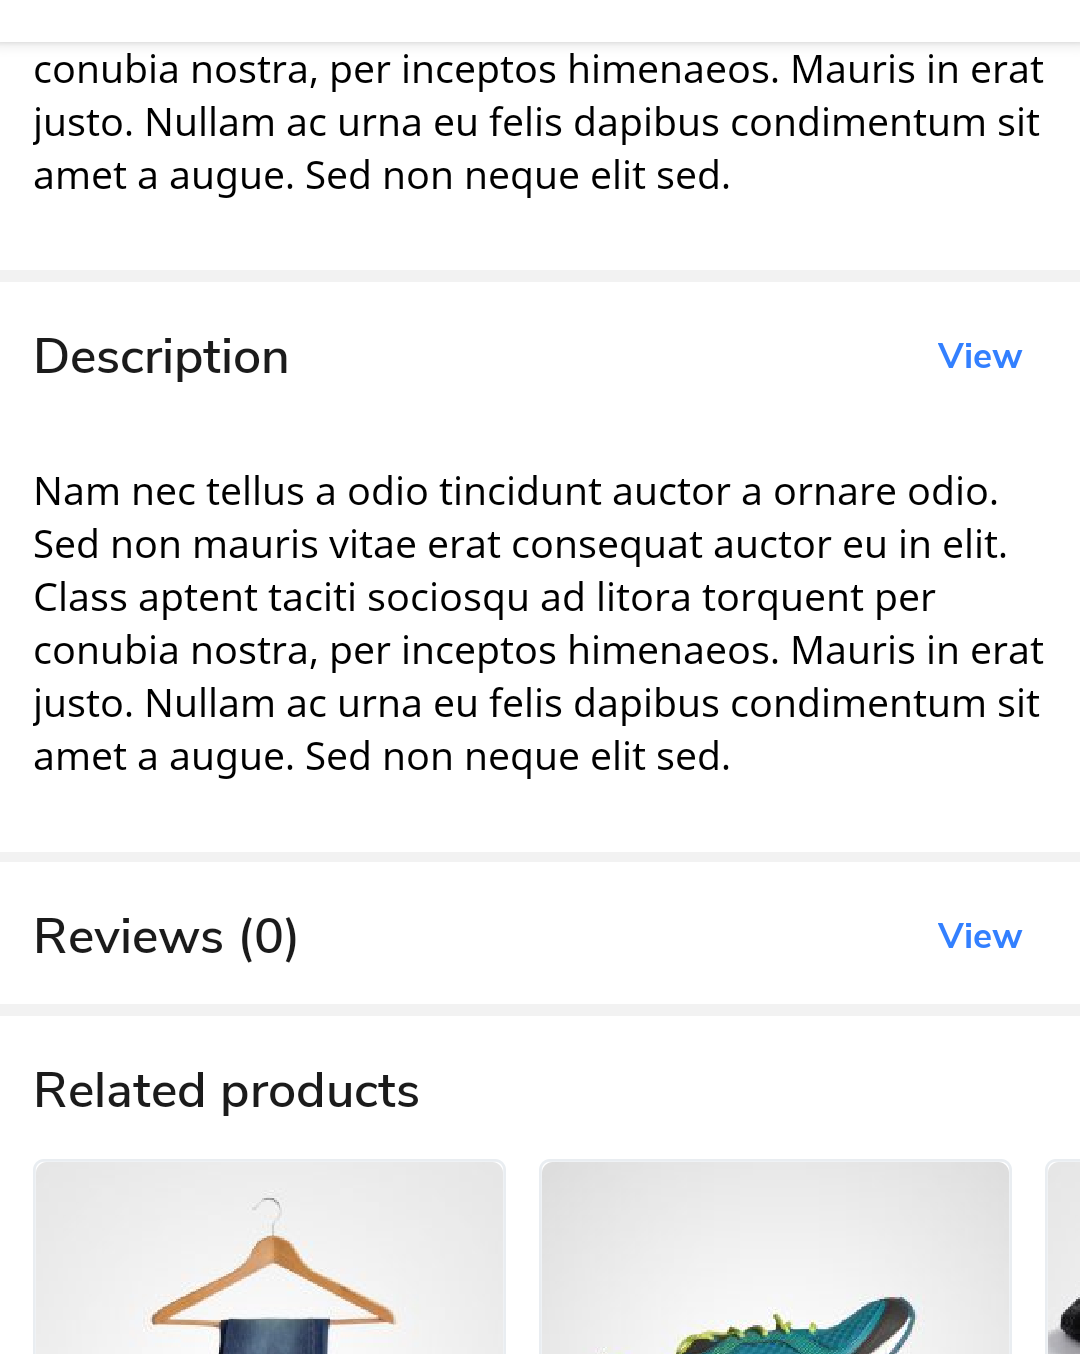 conubia nostra, per inceptos himenaeos. Mauris in erat
justo. Nullam ac urna eu felis dapibus condimentum sit
amet a augue. Sed non neque elit sed.
Description
View
Nam nec tellus a odio tincidunt auctor a ornare odio.
Sed non mauris vitae erat consequat auctor eu in elit.
Class aptent taciti sociosqu ad litora torquent per
conubia nostra, per inceptos himenaeos. Mauris in erat
justo. Nullam ac urna eu felis dapibus condimentum sit
amet a augue. Sed non neque elit sed.
Reviews (0)
View
Related products